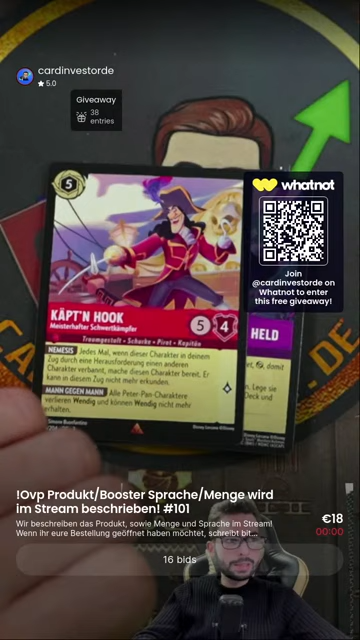 cardinvestorde
★ 5.0
Giveaway
38
entries
5
whatnot
Join
@cardinvestorde on
Whatnot to enter
this free giveaway!
KÄPT'N HOOK
Meisterhafter Schwertkämpfer
5 4
Traumgestalt • Schurke • Pirat • Kapitän
HELD
NEMESIS Jedes Mal, wenn dieser Charakter in deinem
Zug durch eine Herausforderung einen anderen
Charakter verbannt, mache diesen Charakter bereit. Er
kann in diesem Zug nicht mehr erkunden.
MANN GEGEN MANN Alle Peter-Pan-Charaktere
verlieren Wendig und können Wendig nicht mehr
erhalten.
damit
Lege sie
Deck und
!Ovp Produkt/Booster Sprache/Menge wird
im Stream beschrieben! #101
€18
Wir beschreiben das Produkt, sowie Menge und Sprache im Stream!
00:00
Wenn ihr eure Bestellung geöffnet haben möchtet, schreibt bit...
16 bids